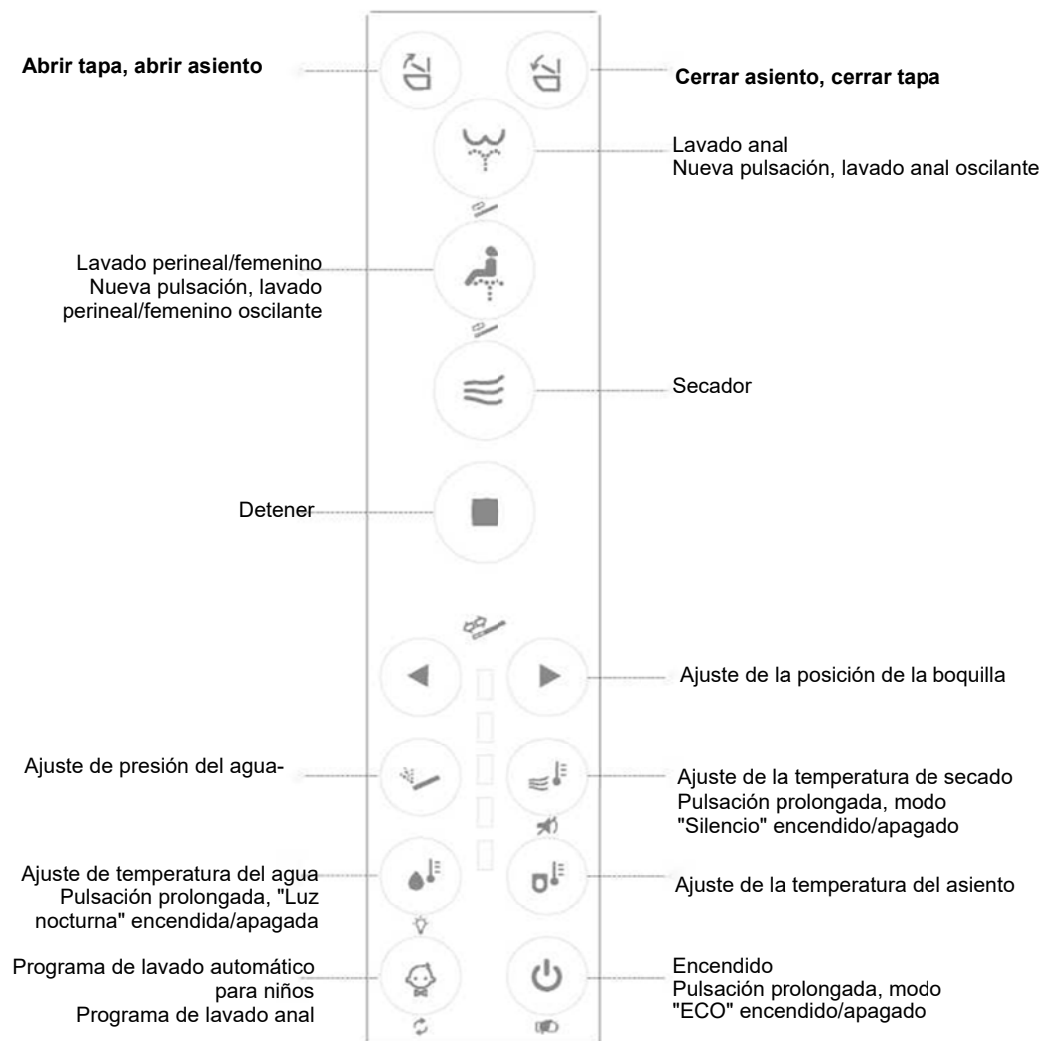 Abrir tapa, abrir asiento
Cerrar asiento, cerrar tapa
Lavado anal
Nueva pulsación, lavado anal oscilante
Lavado perineal/femenino
Nueva pulsación, lavado
perineal/femenino oscilante
Secador
Detener
Ajuste de la posición de la boquilla
Ajuste de presión del agua-
Ajuste de la temperatura de secado
Pulsación prolongada, modo
"Silencio" encendido/apagado
Ajuste de temperatura del agua
Pulsación prolongada, "Luz
nocturna" encendida/apagada
Ajuste de la temperatura del asiento
Programa de lavado automático
para niños
Programa de lavado anal
Encendido
Pulsación prolongada, modo
"ECO" encendido/apagado